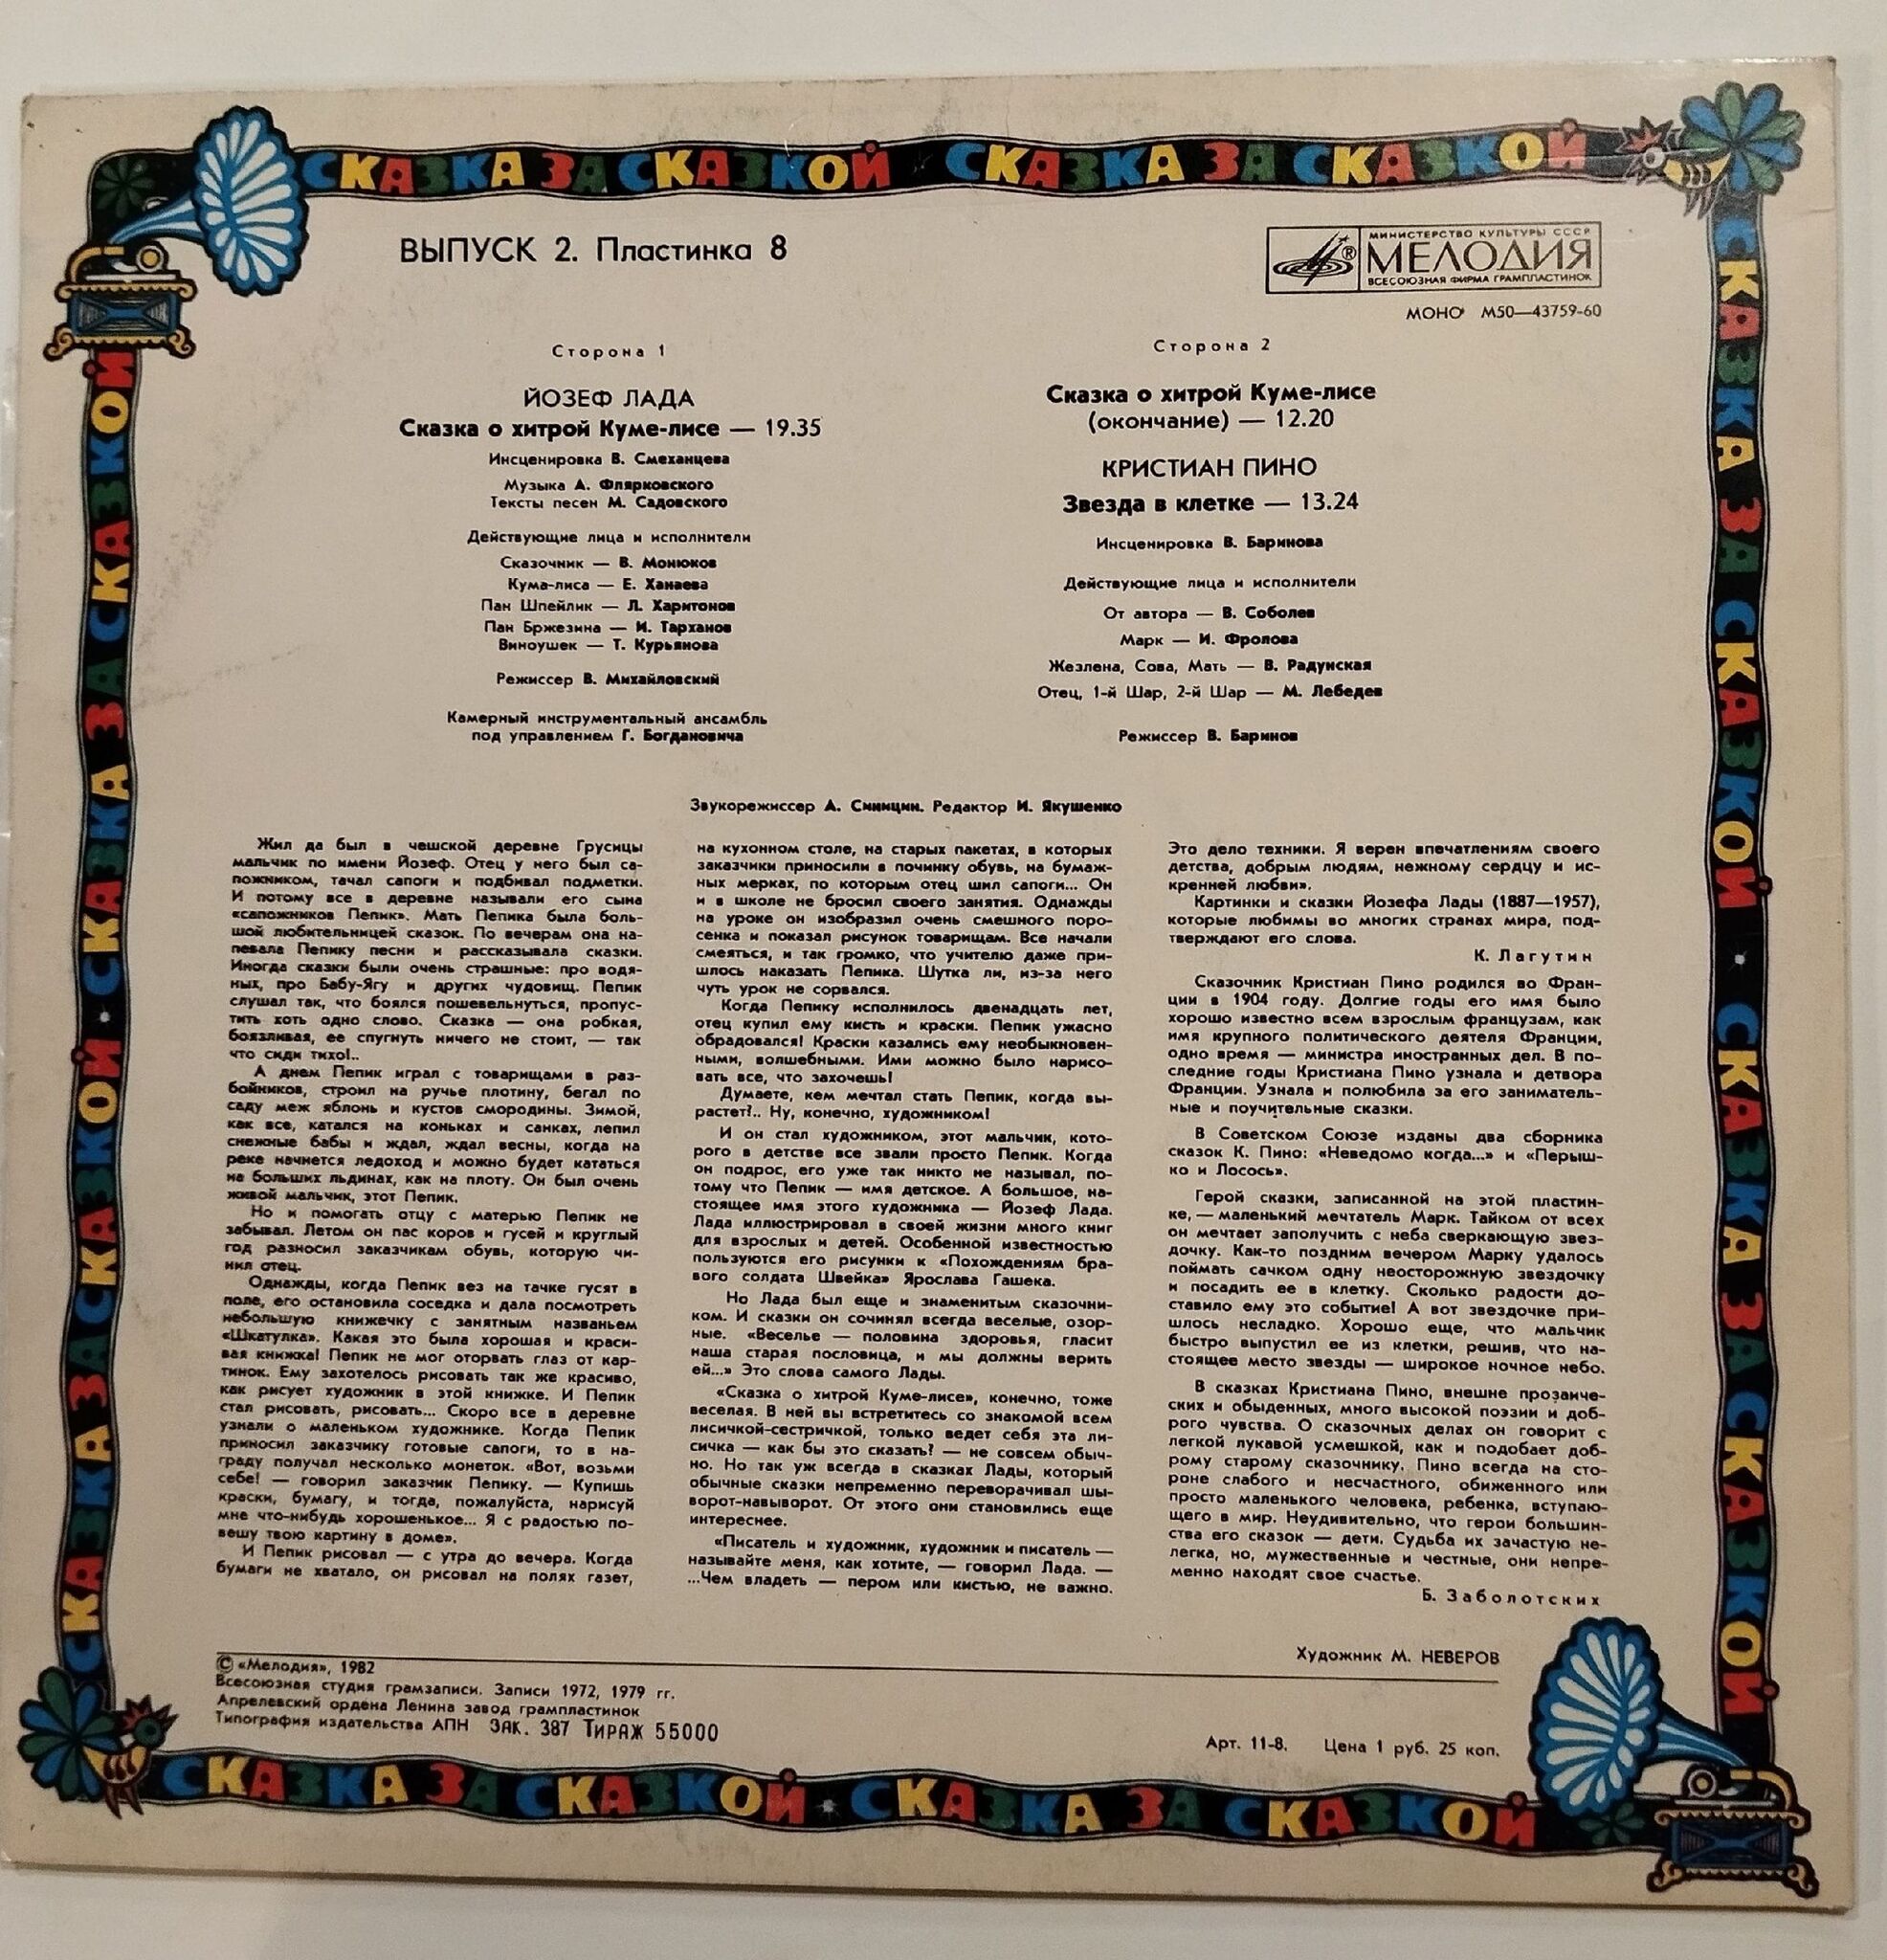 СКАЗКА ЗА СКАЗКОЙ СКАЗКА ЗА СКАЗКОЙ
СКАЗКА ЗА СКАЗКОЙ · СКАЗКА ЗА СКАЗКОЙ
СКАЗКА ЗА СКАЗКОЙ · СКАЗКА ЗА СКАЗКОЙ
ВЫПУСК 2. Пластинка 8
МИНИСТЕРСТВО КУЛЬТУРЫ СССР
® МЕЛОДИЯ
ВСЕСОЮЗНАЯ ФИРМА ГРАМПЛАСТИНОК
МОНО М50—43759-60
Сторона 1
ЙОЗЕФ ЛАДА
Сказка о хитрой Куме-лисе — 19.35
Инсценировка В. Смеханцева
Музыка А. Флярковского
Тексты песен М. Садовского
Действующие лица и исполнители
Сказочник — В. Монюков
Кума-лиса — Е. Ханаева
Пан Шпейлик — Л. Харитонов
Пан Бржезина — И. Тарханов
Виноушек — Т. Курьянова
Режиссер В. Михайловский
Камерный инструментальный ансамбль
под управлением Г. Богдановича
Сторона 2
Сказка о хитрой Куме-лисе
(окончание) — 12.20
КРИСТИАН ПИНО
Звезда в клетке — 13.24
Инсценировка В. Баринова
Действующие лица и исполнители
От автора — В. Соболев
Марк — И. Фролова
Жезлена, Сова, Мать — В. Радунская
Отец, 1-й Шар, 2-й Шар — М. Лебедев
Режиссер В. Баринов
Звукорежиссер А. Синицин. Редактор И. Якушенко
Жил да был в чешской деревне Грусицы
мальчик по имени Йозеф. Отец у него был са-
пожником, тачал сапоги и подбивал подметки.
И потому все в деревне называли его сына
«сапожников Пепик». Мать Пепика была боль-
шой любительницей сказок. По вечерам она на-
певала Пепику песни и рассказывала сказки.
Иногда сказки были очень страшные: про водя-
ных, про Бабу-Ягу и других чудовищ. Пепик
слушал так, что боялся пошевельнуться, пропус-
тить хоть одно слово. Сказка — она робкая,
боязливая, ее спугнуть ничего не стоит, — так
что сиди тихо!..
А днем Пепик играл с товарищами в раз-
бойников, строил на ручье плотину, бегал по
саду меж яблонь и кустов смородины. Зимой,
как все, катался на коньках и санках, лепил
снежные бабы и ждал, ждал весны, когда на
реке начнется ледоход и можно будет кататься
на больших льдинах, как на плоту. Он был очень
живой мальчик, этот Пепик.
Но и помогать отцу с матерью Пепик не
забывал. Летом он пас коров и гусей и круглый
год разносил заказчикам обувь, которую чи-
нил отец.
Однажды, когда Пепик вез на тачке гусят в
поле, его остановила соседка и дала посмотреть
небольшую книжечку с занятным названьем
«Шкатулка». Какая это была хорошая и краси-
вая книжка! Пепик не мог оторвать глаз от кар-
тинок. Ему захотелось рисовать так же красиво,
как рисует художник в этой книжке. И Пепик
стал рисовать, рисовать... Скоро все в деревне
узнали о маленьком художнике. Когда Пепик
приносил заказчику готовые сапоги, то в на-
граду получал несколько монеток. «Вот, возьми
себе! — говорил заказчик Пепику. — Купишь
краски, бумагу, и тогда, пожалуйста, нарисуй
мне что-нибудь хорошенькое... Я с радостью по-
вешу твою картину в доме».
И Пепик рисовал — с утра до вечера. Когда
бумаги не хватало, он рисовал на полях газет,
на кухонном столе, на старых пакетах, в которых
заказчики приносили в починку обувь, на бумаж-
ных мерках, по которым отец шил сапоги... Он
и в школе не бросил своего занятия. Однажды
на уроке он изобразил очень смешного поро-
сенка и показал рисунок товарищам. Все начали
смеяться, и так громко, что учителю даже при-
шлось наказать Пепика. Шутка ли, из-за него
чуть урок не сорвался.
Когда Пепику исполнилось двенадцать лет,
отец купил ему кисть и краски. Пепик ужасно
обрадовался! Краски казались ему необыкновен-
ными, волшебными. Ими можно было нарисо-
вать все, что захочешь!
Думаете, кем мечтал стать Пепик, когда вы-
растет?.. Ну, конечно, художником!
И он стал художником, этот мальчик, кото-
рого в детстве все звали просто Пепик. Когда
он подрос, его уже так никто не называл, по-
тому что Пепик — имя детское. А большое, на-
стоящее имя этого художника — Йозеф Лада.
Лада иллюстрировал в своей жизни много книг
для взрослых и детей. Особенной известностью
пользуются его рисунки к «Похождениям бра-
вого солдата Швейка» Ярослава Гашека.
Но Лада был еще и знаменитым сказочни-
ком. И сказки он сочинял всегда веселые, озор-
ные. «Веселье — половина здоровья, гласит
наша старая пословица, и мы должны верить
ей...» Это слова самого Лады.
«Сказка о хитрой Куме-лисе», конечно, тоже
веселая. В ней вы встретитесь со знакомой всем
лисичкой-сестричкой, только ведет себя эта ли-
сичка — как бы это сказать? — не совсем обыч-
но. Но так уж всегда в сказках Лады, который
обычные сказки непременно переворачивал шы-
ворот-навыворот. От этого они становились еще
интереснее.
«Писатель и художник, художник и писатель —
называйте меня, как хотите, — говорил Лада. —
...Чем владеть — пером или кистью, не важно.
Это дело техники. Я верен впечатлениям своего
детства, добрым людям, нежному сердцу и ис-
кренней любви».
Картинки и сказки Йозефа Лады (1887—1957),
которые любимы во многих странах мира, под-
тверждают его слова.
К. Лагутин
Сказочник Кристиан Пино родился во Фран-
ции в 1904 году. Долгие годы его имя было
хорошо известно всем взрослым французам, как
имя крупного политического деятеля Франции,
одно время — министра иностранных дел. В по-
следние годы Кристиана Пино узнала и детвора
Франции. Узнала и полюбила за его заниматель-
ные и поучительные сказки.
В Советском Союзе изданы два сборника
сказок К. Пино: «Неведомо когда...» и «Перыш-
ко и Лосось».
Герой сказки, записанной на этой пластин-
ке, — маленький мечтатель Марк. Тайком от всех
он мечтает заполучить с неба сверкающую звез-
дочку. Как-то поздним вечером Марку удалось
поймать сачком одну неосторожную звездочку
и посадить ее в клетку. Сколько радости до-
ставило ему это событие! А вот звездочке при-
шлось несладко. Хорошо еще, что мальчик
быстро выпустил ее из клетки, решив, что на-
стоящее место звезды — широкое ночное небо.
В сказках Кристиана Пино, внешне прозаиче-
ских и обыденных, много высокой поэзии и доб-
рого чувства. О сказочных делах он говорит с
легкой лукавой усмешкой, как и подобает доб-
рому старому сказочнику. Пино всегда на сто-
роне слабого и несчастного, обиженного или
просто маленького человека, ребенка, вступаю-
щего в мир. Неудивительно, что герои большин-
ства его сказок — дети. Судьба их зачастую не-
легка, но, мужественные и честные, они непре-
менно находят свое счастье.
Б. Заболотских
Художник М. НЕВЕРОВ
© «Мелодия», 1982
Всесоюзная студия грамзаписи. Записи 1972, 1979 гг.
Апрелевский ордена Ленина завод грампластинок
Типография издательства АПН ЗАК. 387 ТИРАЖ 55000
Арт. 11-8. Цена 1 руб. 25 коп.
СКАЗКА ЗА СКАЗКОЙ · СКАЗКА ЗА СКАЗКОЙ